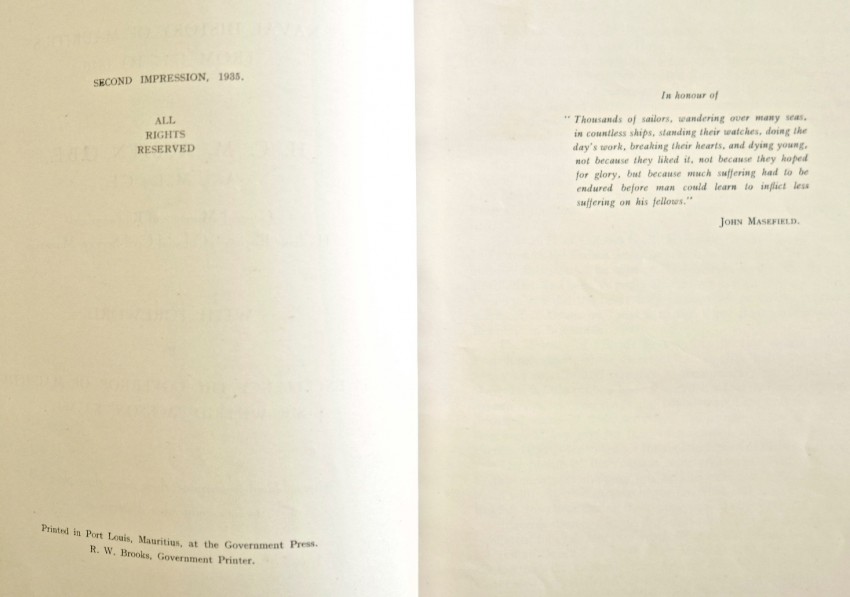 SECOND IMPRESSION, 1935.
ALL
RIGHTS
RESERVED
Printed in Port Louis, Mauritius, at the Government Press.
R. W. Brooks, Government Printer.
In honour of
" Thousands of sailors, wandering over many seas,
in countless ships, standing their watches, doing the
day's work, breaking their hearts, and dying young,
not because they liked it, not because they hoped
for glory, but because much suffering had to be
endured before man could learn to inflict less
suffering on his fellows."
JOHN MASEFIELD.